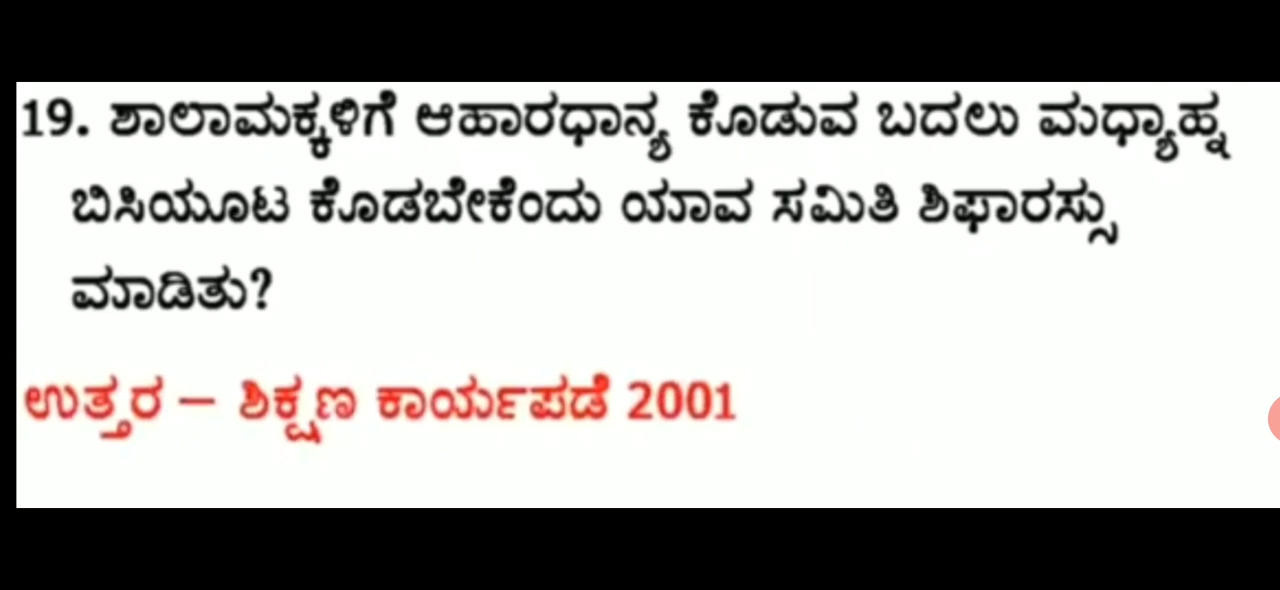 19. ಶಾಲಾಮಕ್ಕಳಿಗೆ ಆಹಾರಧಾನ್ಯ ಕೊಡುವ ಬದಲು ಮಧ್ಯಾಹ್ನ
ಬಿಸಿಯೂಟ ಕೊಡಬೇಕೆಂದು ಯಾವ ಸಮಿತಿ ಶಿಫಾರಸ್ಸು
ಮಾಡಿತು?
ಉತ್ತರ – ಶಿಕ್ಷಣ ಕಾರ್ಯಪಡೆ 2001